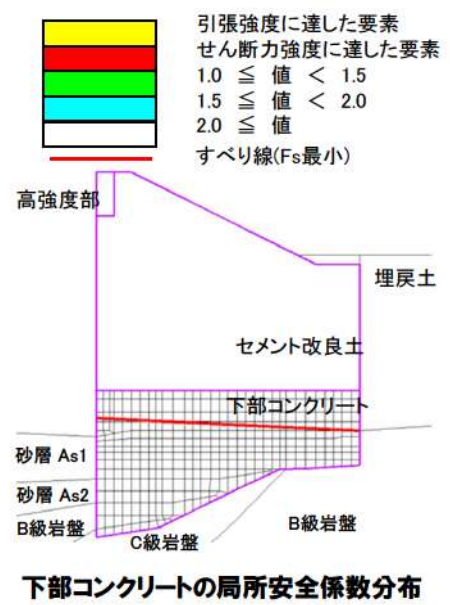 引張強度に達した要素
せん断力強度に達した要素
1.0 ≦ 値 < 1.5
1.5 ≦ 値 < 2.0
2.0 ≦ 値
すべり線(Fs最小)
高強度部
埋戻土
セメント改良土
下部コンクリート
砂層 As1
砂層 As2
B級岩盤
C級岩盤
B級岩盤
下部コンクリートの局所安全係数分布